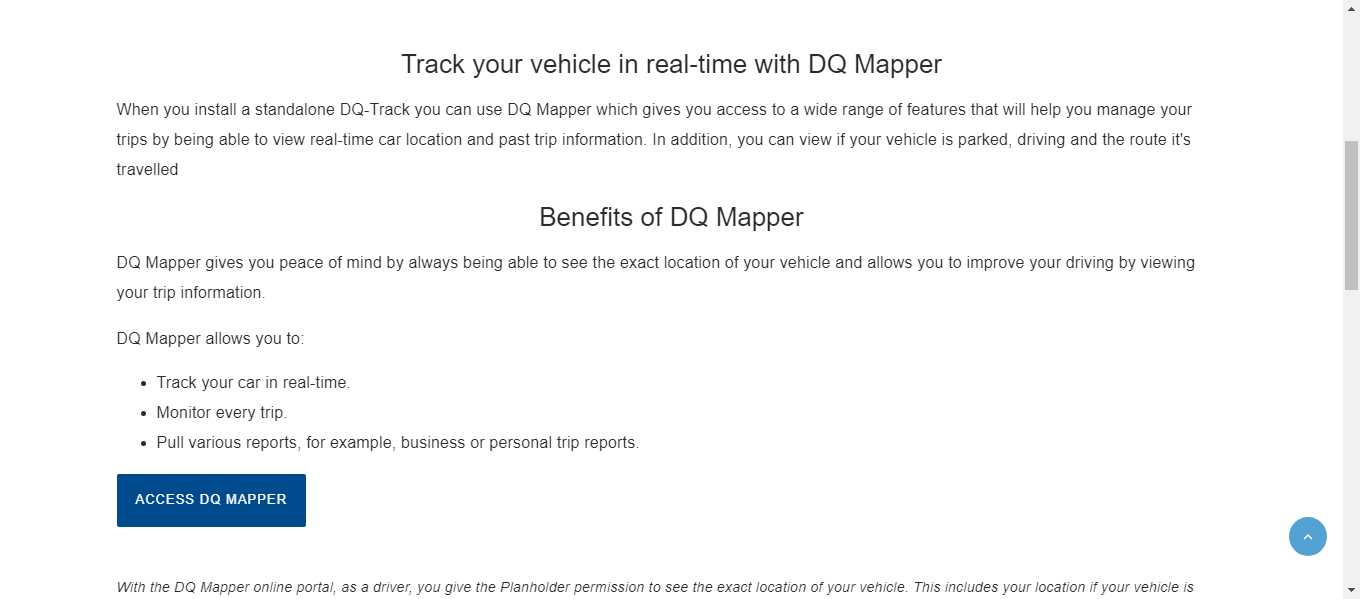 Track your vehicle in real-time with DQ Mapper
When you install a standalone DQ-Track you can use DQ Mapper which gives you access to a wide range of features that will help you manage your
trips by being able to view real-time car location and past trip information. In addition, you can view if your vehicle is parked, driving and the route it's
travelled
Benefits of DQ Mapper
DQ Mapper gives you peace of mind by always being able to see the exact location of your vehicle and allows you to improve your driving by viewing
your trip information.
DQ Mapper allows you to:
• Track your car in real-time.
• Monitor every trip.
• Pull various reports, for example, business or personal trip reports.
ACCESS DQ MAPPER
With the DQ Mapper online portal, as a driver, you give the Planholder permission to see the exact location of your vehicle. This includes your location if your vehicle is